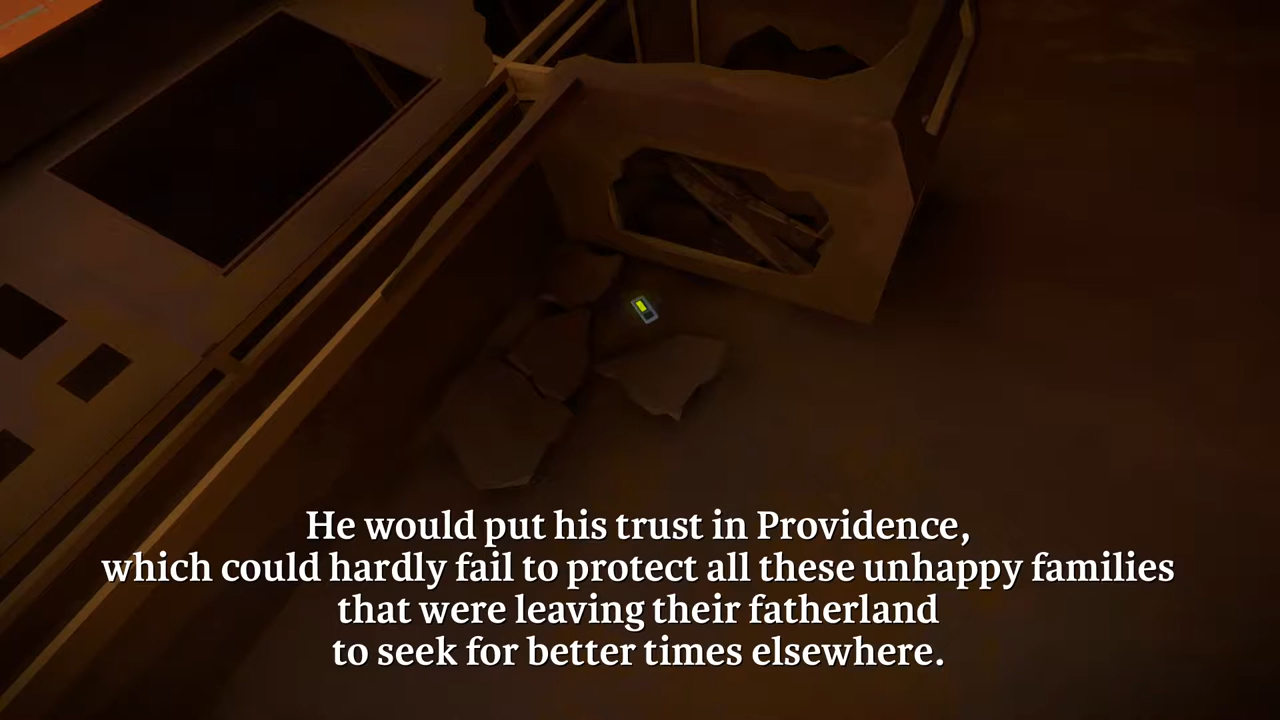 He would put his trust in Providence,
which could hardly fail to protect all these unhappy families
that were leaving their fatherland
to seek for better times elsewhere.